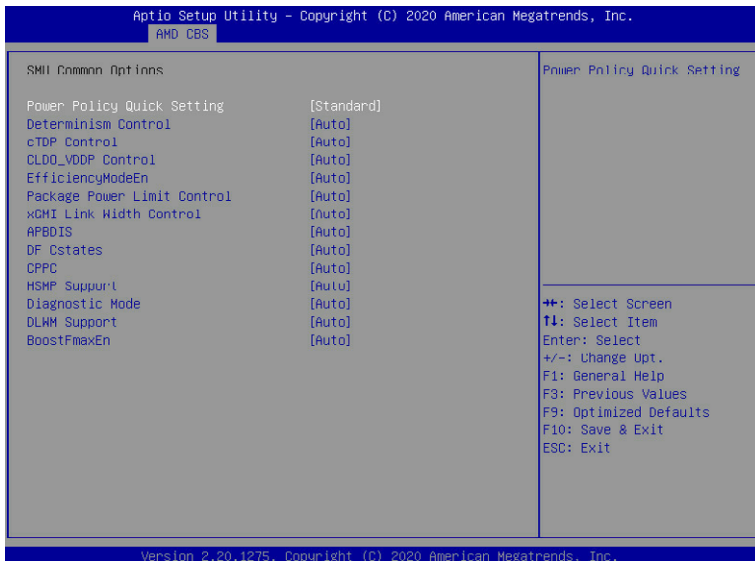 Aptio Setup Utility – Copyright (C) 2020 American Megatrends, Inc.
AMD CBS
SMU Common Options
Power Policy Quick Setting [Standard]
Determinism Control [Auto]
cTDP Control [Auto]
CLDO_VDDP Control [Auto]
EfficiencyModeEn [Auto]
Package Power Limit Control [Auto]
xGMI Link Width Control [Auto]
APBDIS [Auto]
DF Cstates [Auto]
CPPC [Auto]
HSMP Support [Auto]
Diagnostic Mode [Auto]
DLWM Support [Auto]
BoostFmaxEn [Auto]
Power Policy Quick Setting
→←: Select Screen
↑↓: Select Item
Enter: Select
+/-: Change Opt.
F1: General Help
F3: Previous Values
F9: Optimized Defaults
F10: Save & Exit
ESC: Exit
Version 2.20.1275. Copyright (C) 2020 American Megatrends, Inc.